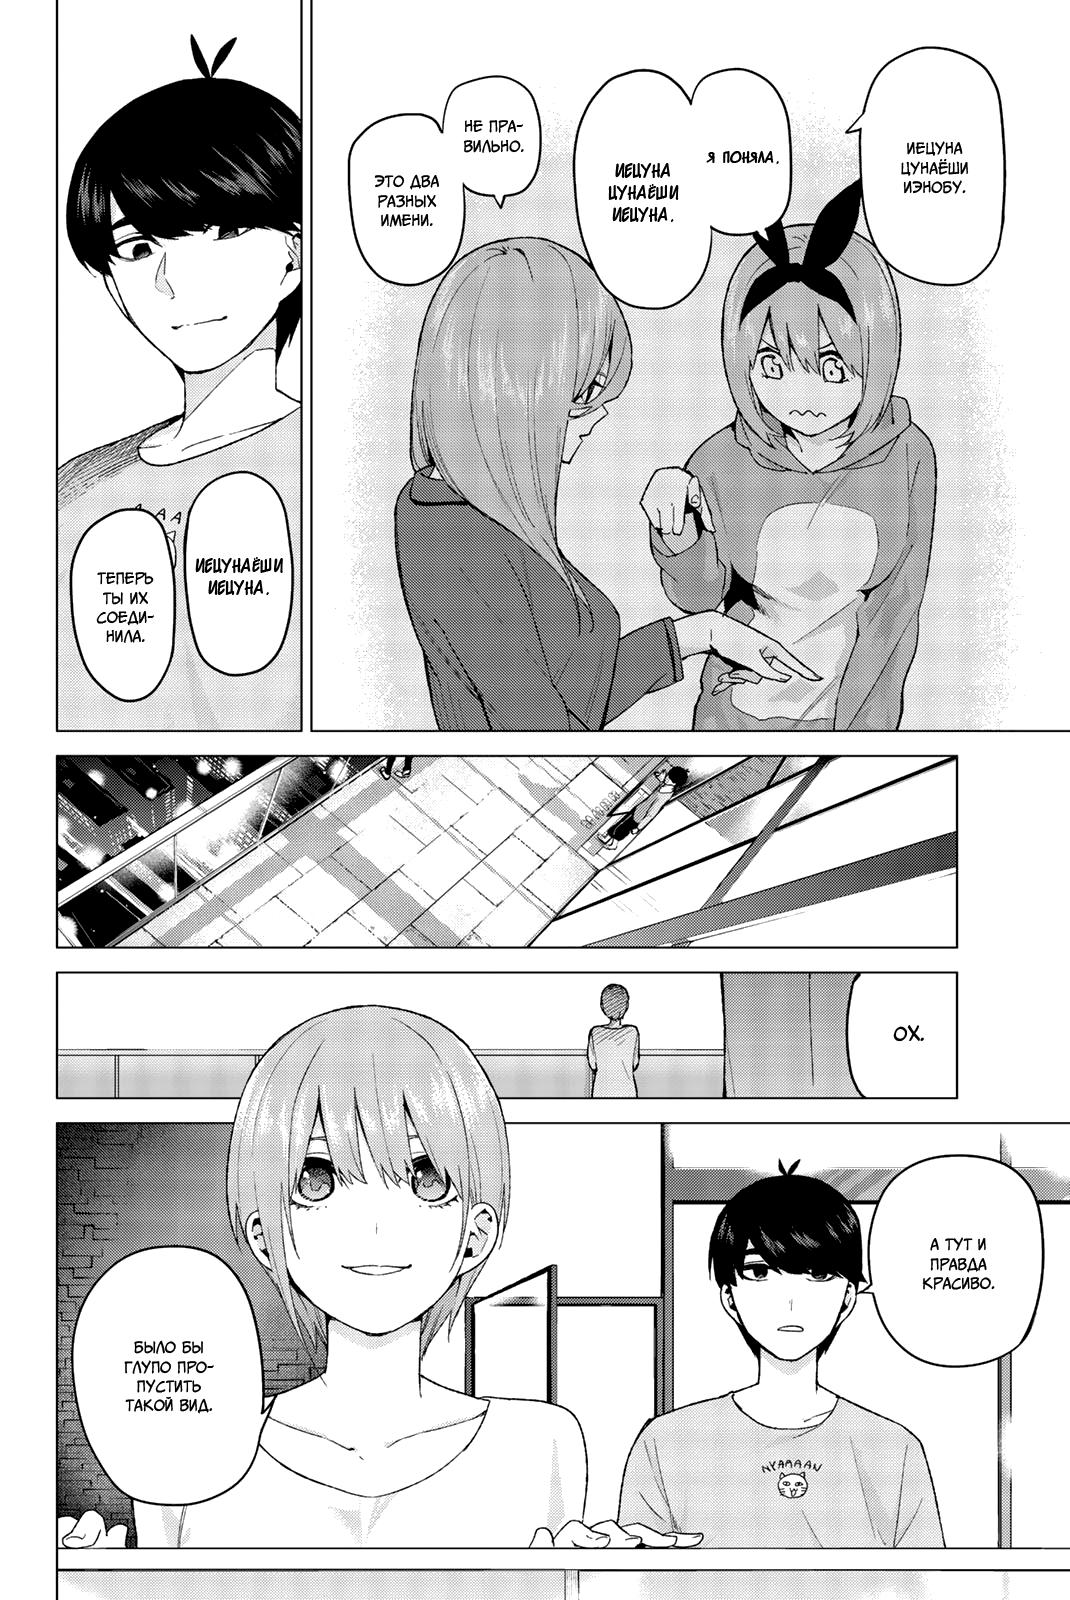 ИЕЦУНА
ЦУНАЁШИ
ИЭНОБУ.
Я ПОНЯЛА.
ИЕЦУНА
ЦУНАЁШИ
ИЕЦУНА.
НЕ ПРА-
ВИЛЬНО.
ЭТО ДВА
РАЗНЫХ
ИМЕНИ.
ИЕЦУНАЁШИ
ИЕЦУНА.
ТЕПЕРЬ
ТЫ ИХ
СОЕДИ-
НИЛА.
ОХ.
А ТУТ И
ПРАВДА
КРАСИВО.
БЫЛО БЫ
ГЛУПО ПРО-
ПУСТИТЬ
ТАКОЙ ВИД.
NYAAAAN